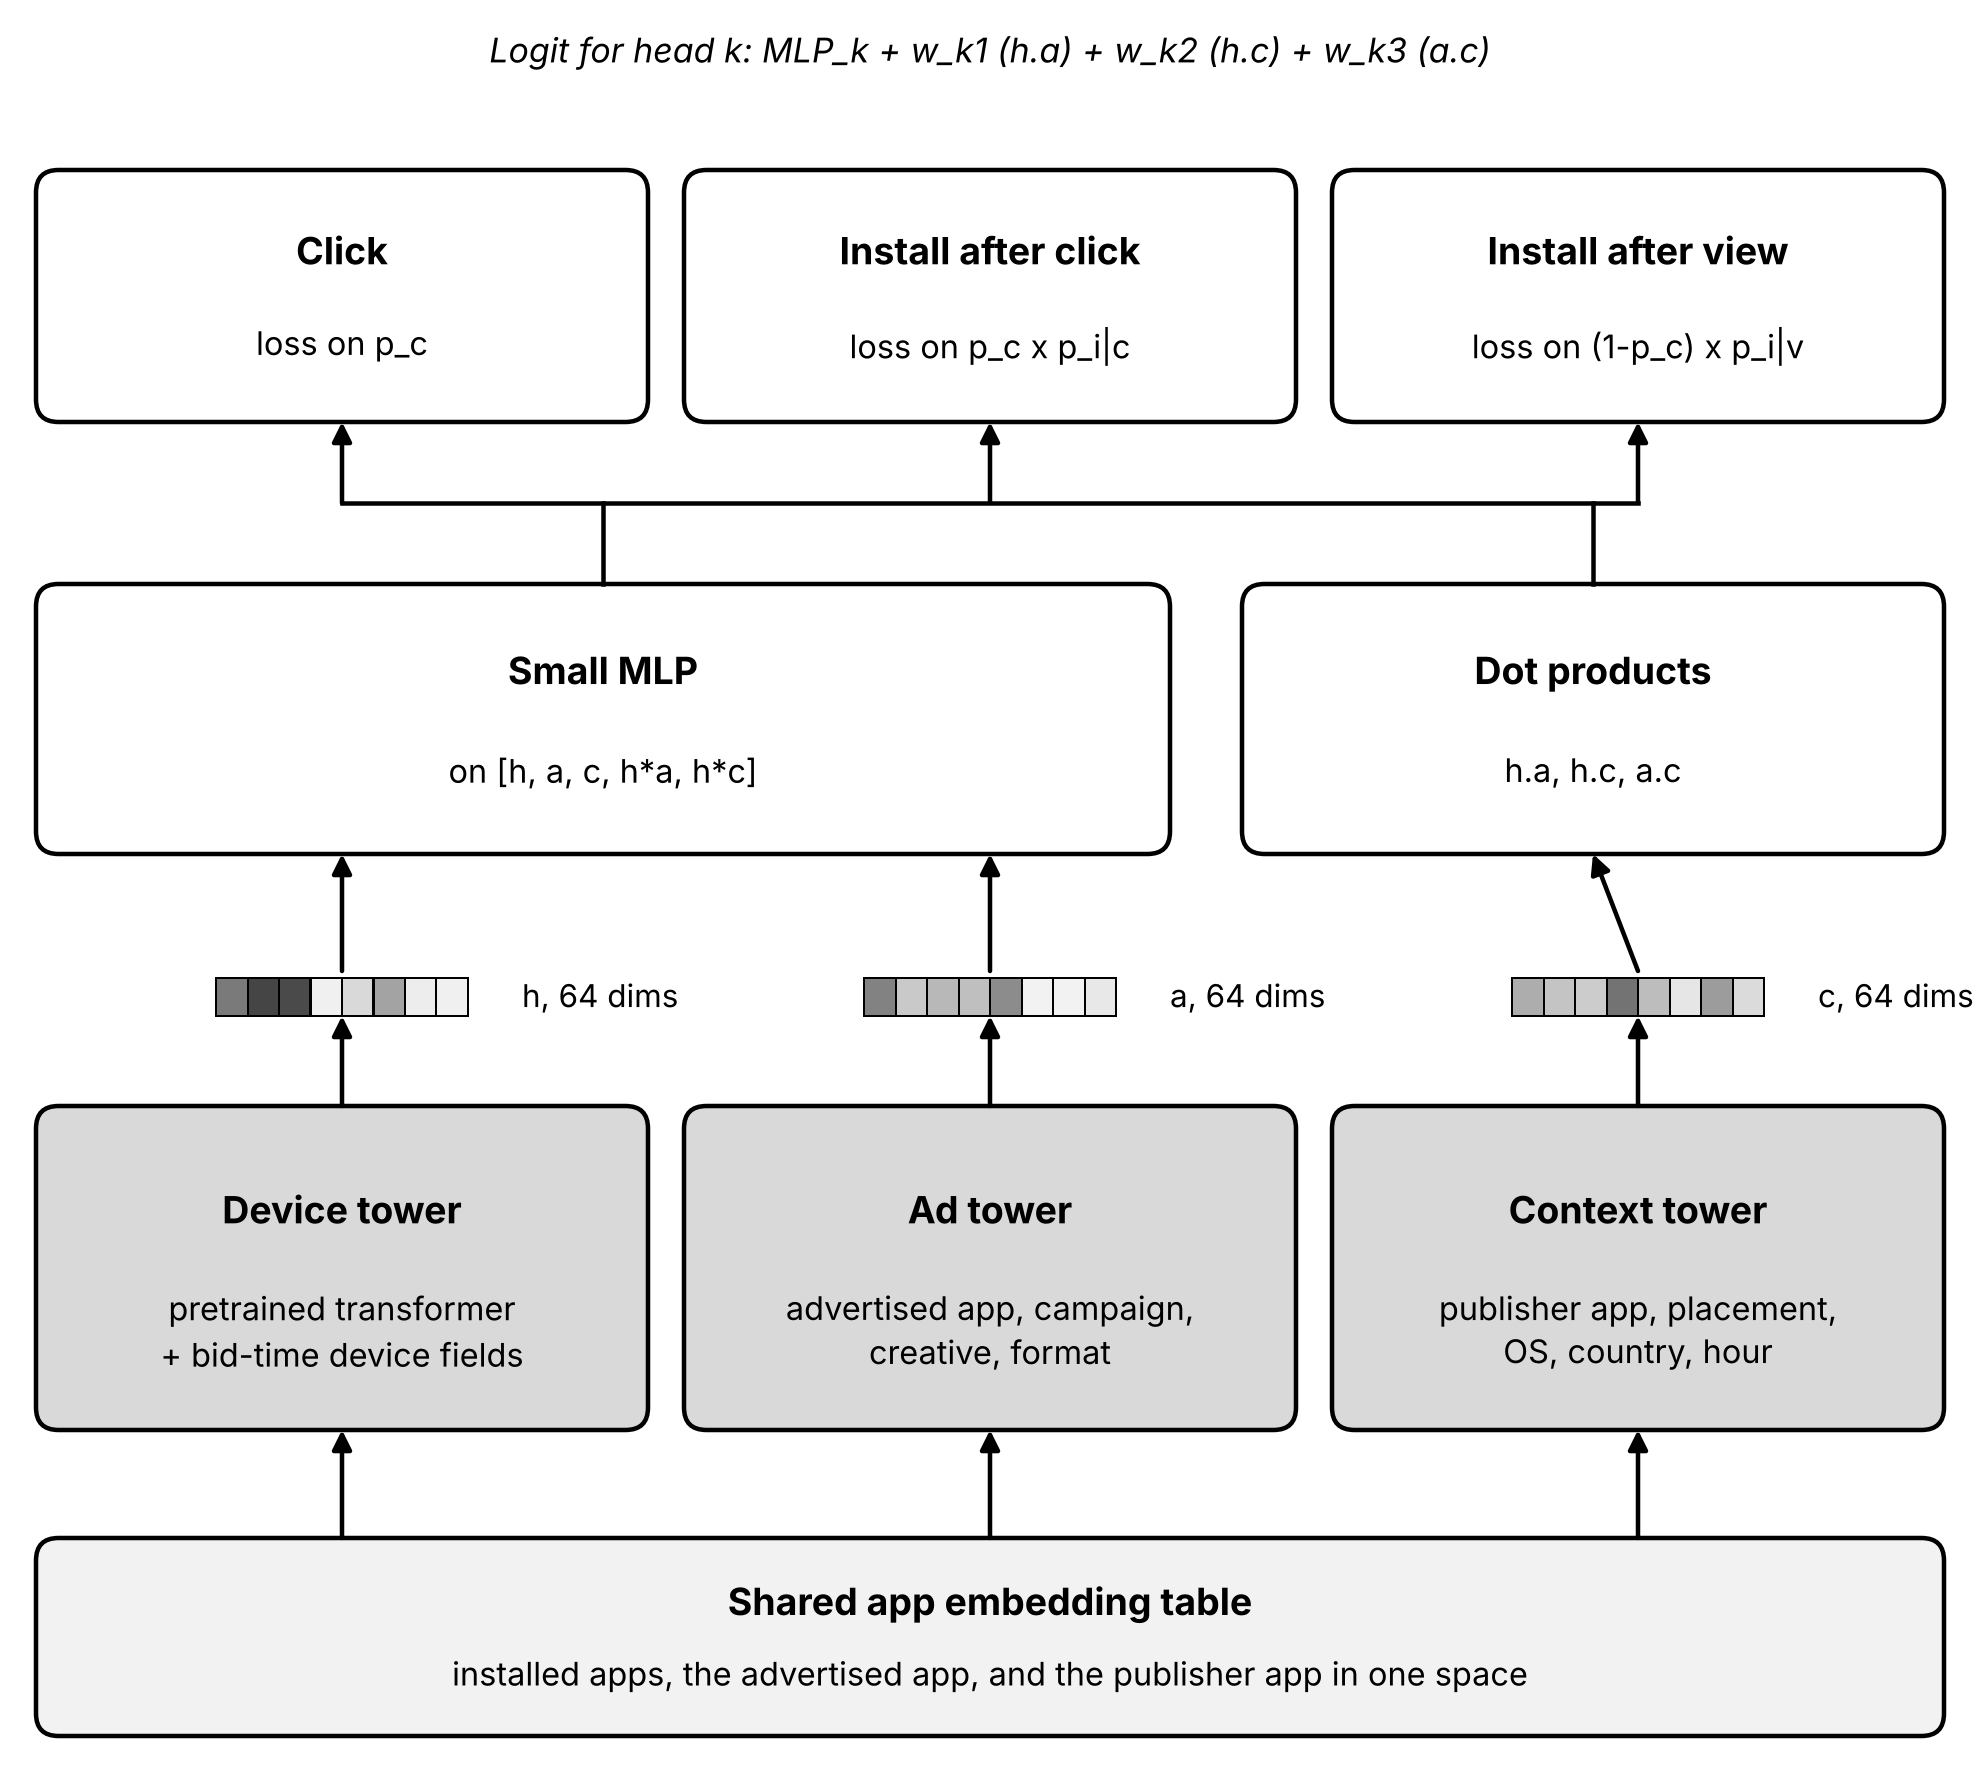 Logit for head k: MLP_k + w_k1 (h.a) + w_k2 (h.c) + w_k3 (a.c)
Click
loss on p_c
Install after click
loss on p_c x p_i|c
Install after view
loss on (1-p_c) x p_i|v
Small MLP
on [h, a, c, h*a, h*c]
Dot products
h.a, h.c, a.c
h, 64 dims
a, 64 dims
c, 64 dims
Device tower
pretrained transformer
+ bid-time device fields
Ad tower
advertised app, campaign,
creative, format
Context tower
publisher app, placement,
OS, country, hour
Shared app embedding table
installed apps, the advertised app, and the publisher app in one space